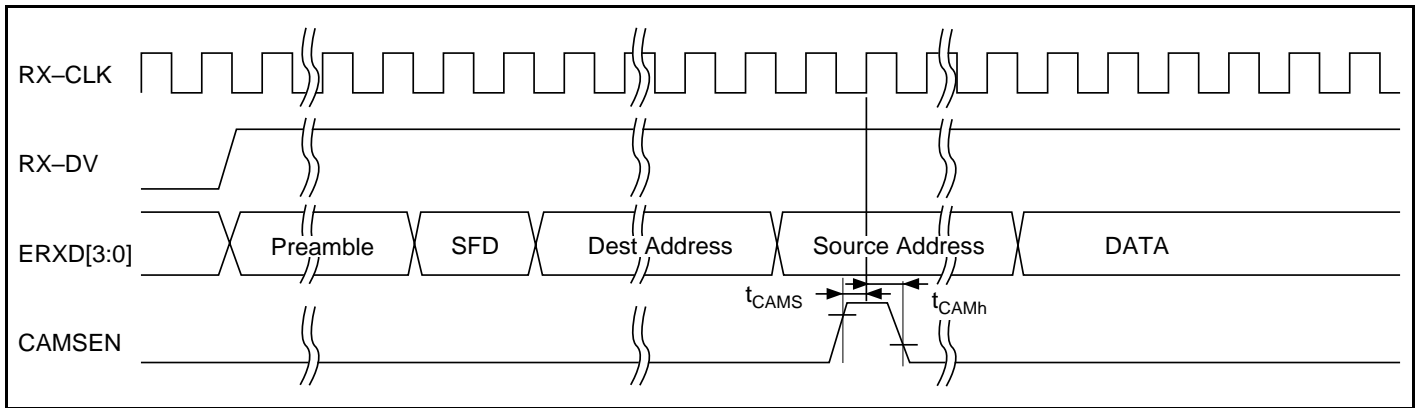 RX–CLK
RX–DV
ERXD[3:0] Preamble SFD Dest Address Source Address DATA
tCAMS tCAMh
CAMSEN